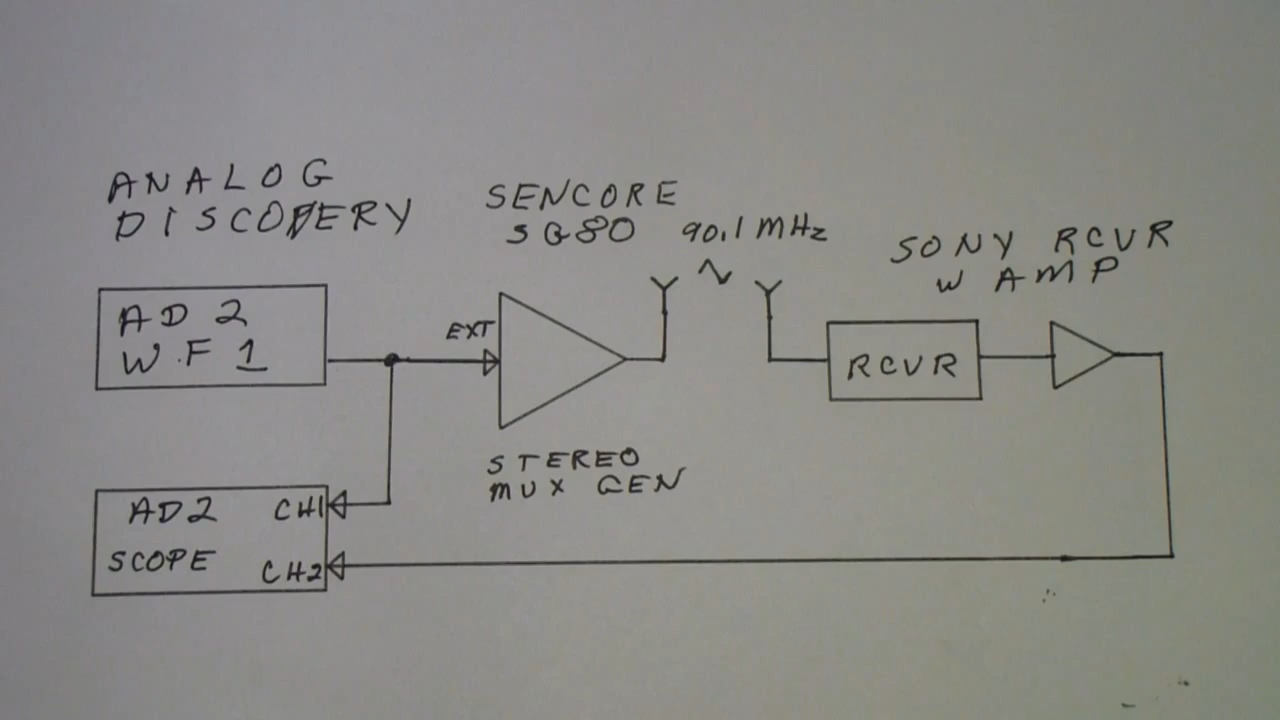 ANALOG
DISCOVERY
SENCORE
SG80 90.1 MHz
SONY RCVR
W AMP
AD 2
W.F 1
EXT
RCVR
STEREO
MUX GEN
AD2 CH1
SCOPE
CH2